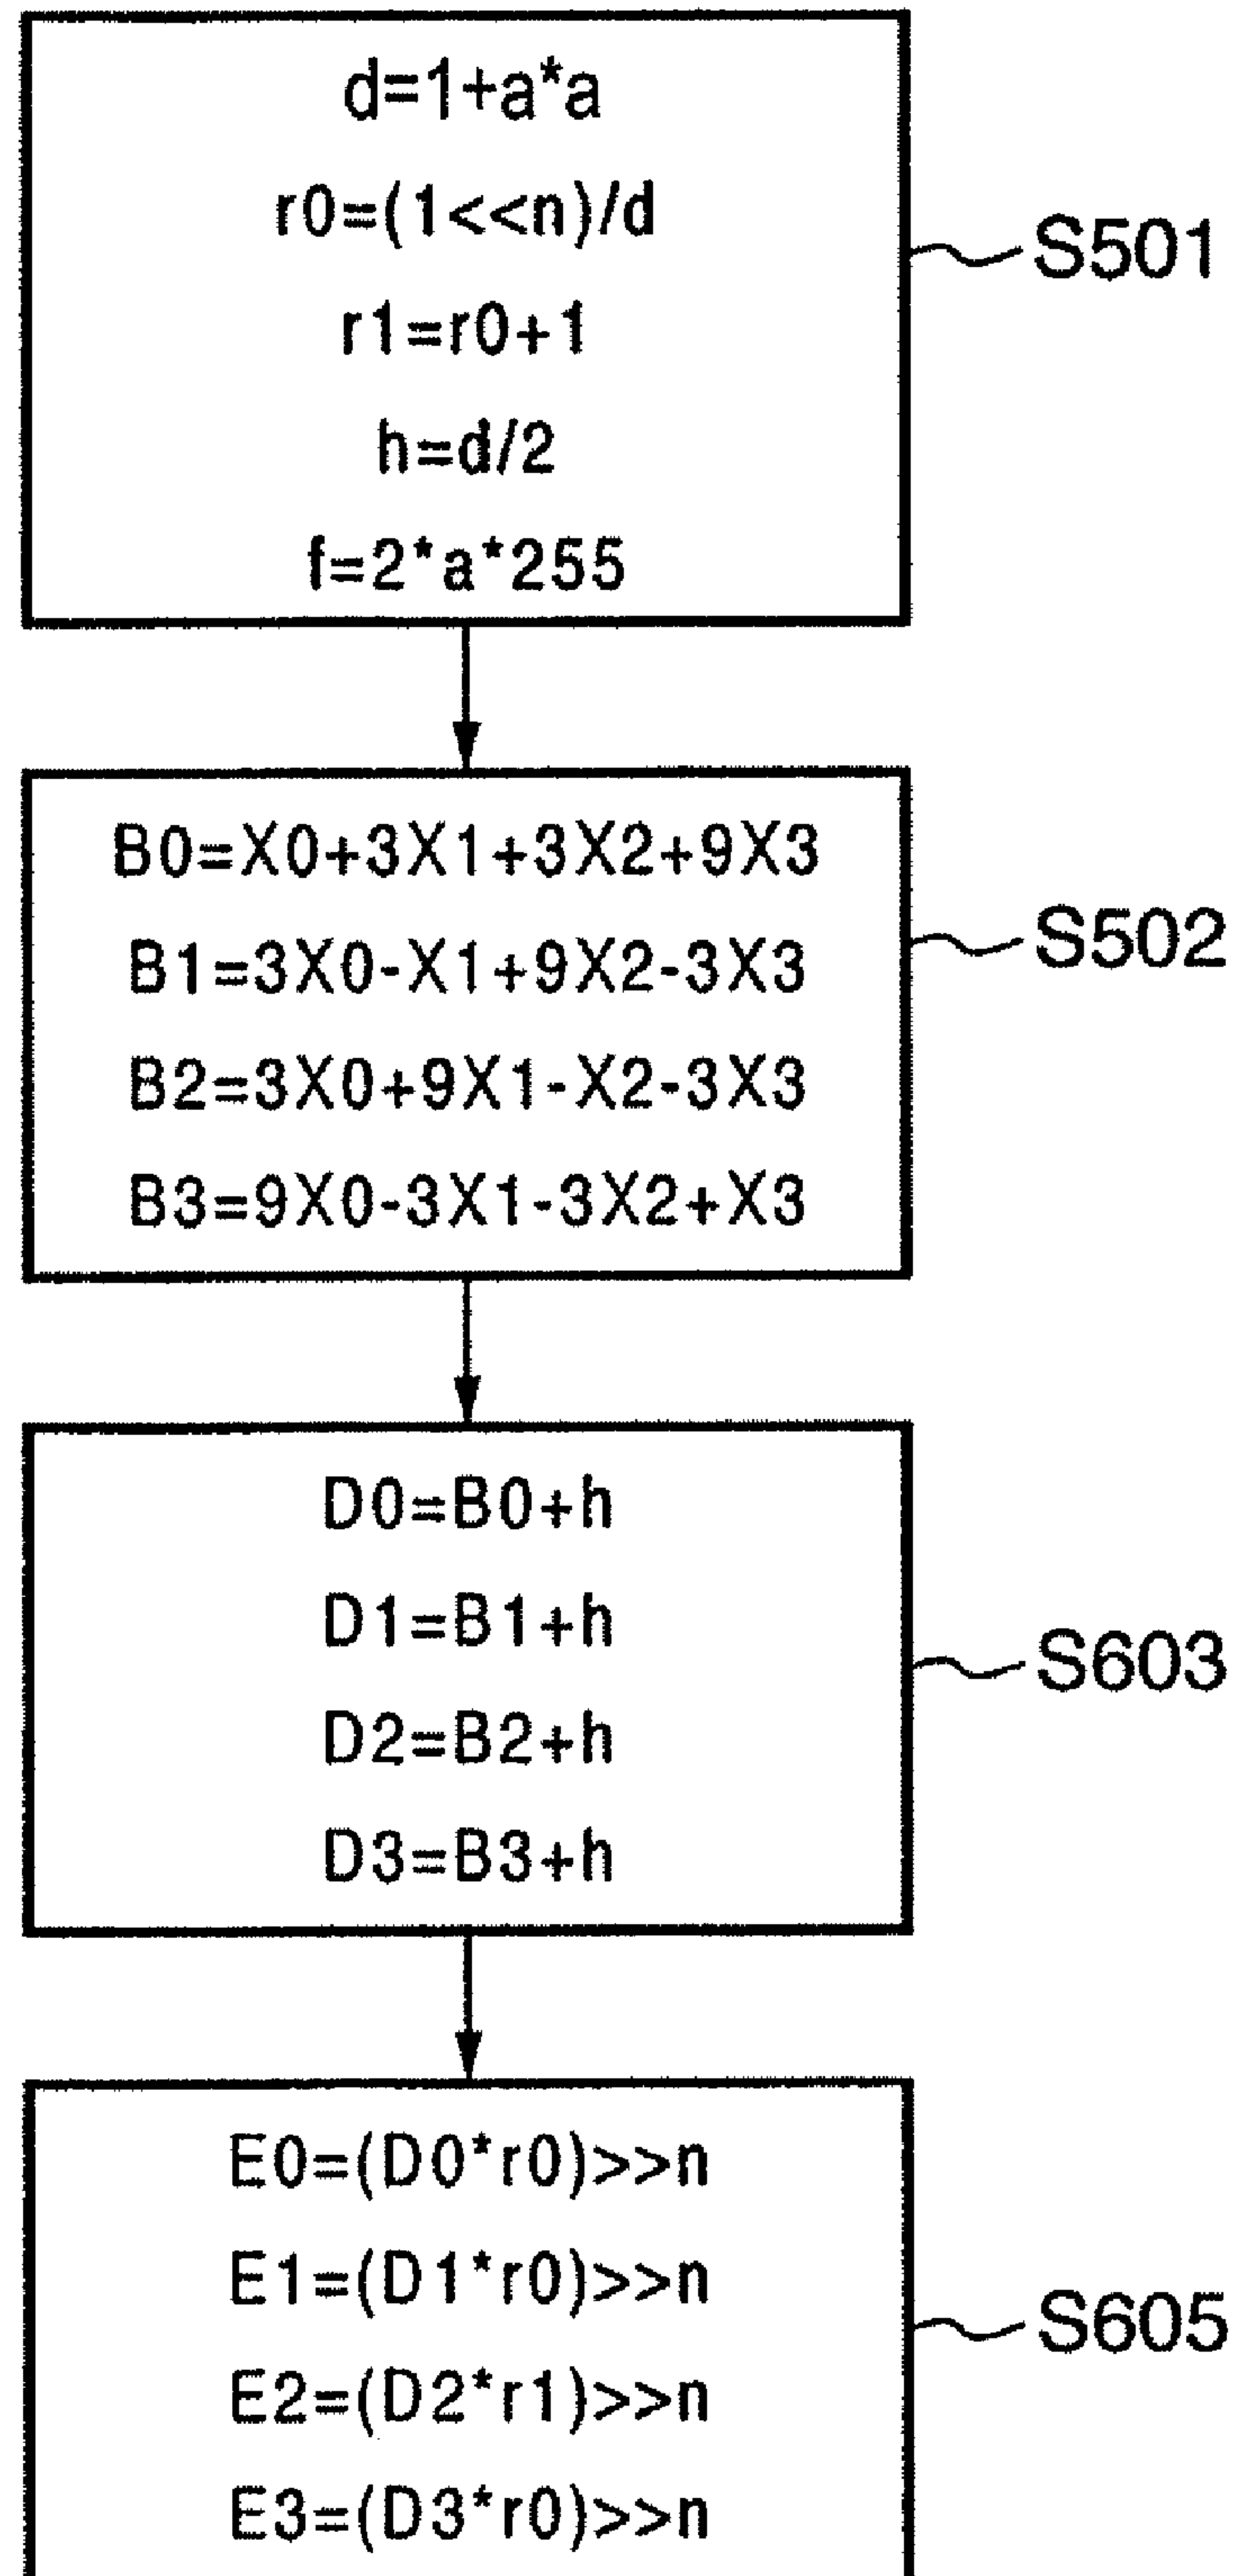 d=1+a*a
r0=(1<<n)/d
r1=r0+1
h=d/2
f=2*a*255
S501
B0=X0+3X1+3X2+9X3
B1=3X0-X1+9X2-3X3
B2=3X0+9X1-X2-3X3
B3=9X0-3X1-3X2+X3
S502
D0=B0+h
D1=B1+h
D2=B2+h
D3=B3+h
S603
E0=(D0*r0)>>n
E1=(D1*r0)>>n
E2=(D2*r1)>>n
E3=(D3*r0)>>n
S605